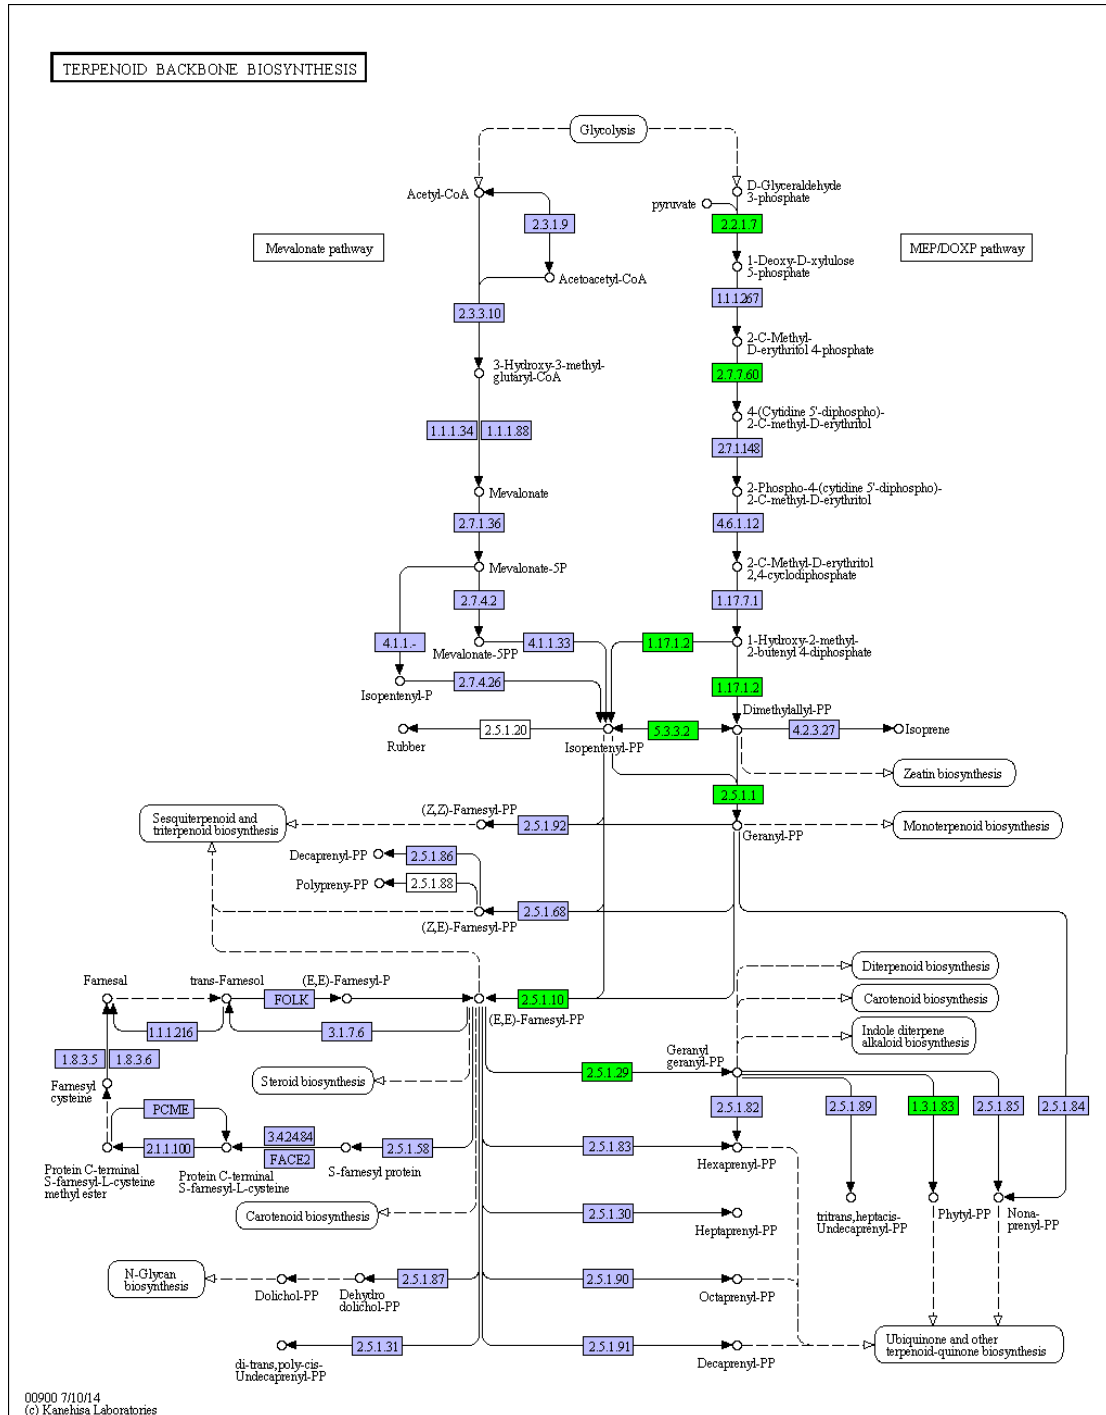 TERPENOID BACKBONE BIOSYNTHESIS
Glycolysis
Acetyl-CoA
D-Glyceraldehyde
3-phosphate
pyruvate
2.3.1.9
2.2.1.7
Mevalonate pathway
MEP/DOXP pathway
Acetoacetyl-CoA
1-Deoxy-D-xylulose
5-phosphate
2.3.3.10
1.1.1.267
2-C-Methyl-
D-erythritol 4-phosphate
3-Hydroxy-3-methyl-
glutaryl-CoA
2.7.7.60
4-(Cytidine 5'-diphospho)-
2-C-methyl-D-erythritol
1.1.1.34
1.1.1.88
2.7.1.148
Mevalonate
2-Phospho-4-(cytidine 5'-diphospho)-
2-C-methyl-D-erythritol
2.7.1.36
4.6.1.12
Mevalonate-5P
2-C-Methyl-D-erythritol
2,4-cyclodiphosphate
2.7.4.2
1.17.7.1
4.1.1.-
Mevalonate-5PP
4.1.1.33
1.17.1.2
1-Hydroxy-2-methyl-
2-butenyl 4-diphosphate
Isopentenyl-P
2.7.4.26
1.17.1.2
Dimethylallyl-PP
Rubber
2.5.1.20
Isopentenyl-PP
5.3.3.2
4.2.3.27
Isoprene
Zeatin biosynthesis
2.5.1.1
Sesquiterpenoid and
triterpenoid biosynthesis
(Z,Z)-Farnesyl-PP
2.5.1.92
Geranyl-PP
Monoterpenoid biosynthesis
Decaprenyl-PP
2.5.1.86
Polypreny-PP
2.5.1.88
(Z,E)-Farnesyl-PP
2.5.1.68
Diterpenoid biosynthesis
Farnesal
trans-Farnesol
FOLK
(E,E)-Farnesyl-P
2.5.1.10
(E,E)-Farnesyl-PP
Carotenoid biosynthesis
1.1.1.216
3.1.7.6
Indole diterpene
alkaloid biosynthesis
1.8.3.5
1.8.3.6
Geranyl
geranyl-PP
2.5.1.29
Farnesyl
cysteine
Steroid biosynthesis
PCME
2.5.1.82
2.5.1.89
1.3.1.83
2.5.1.85
2.5.1.84
2.1.1.100
3.4.24.84
FACE2
2.5.1.58
2.5.1.83
Hexaprenyl-PP
Protein C-terminal
S-farnesyl-L-cysteine
methyl ester
Protein C-terminal
S-farnesyl-L-cysteine
S-farnesyl protein
Carotenoid biosynthesis
2.5.1.30
Heptaprenyl-PP
tritrans,heptacis-
Undecaprenyl-PP
Phytyl-PP
Nona-
prenyl-PP
N-Glycan
biosynthesis
Dolichol-PP
Dehydro
dolichol-PP
2.5.1.87
2.5.1.90
Octaprenyl-PP
di-trans,poly-cis-
Undecaprenyl-PP
2.5.1.31
2.5.1.91
Decaprenyl-PP
Ubiquinone and other
terpenoid-quinone biosynthesis
00900 7/10/14
(c) Kanehisa Laboratories